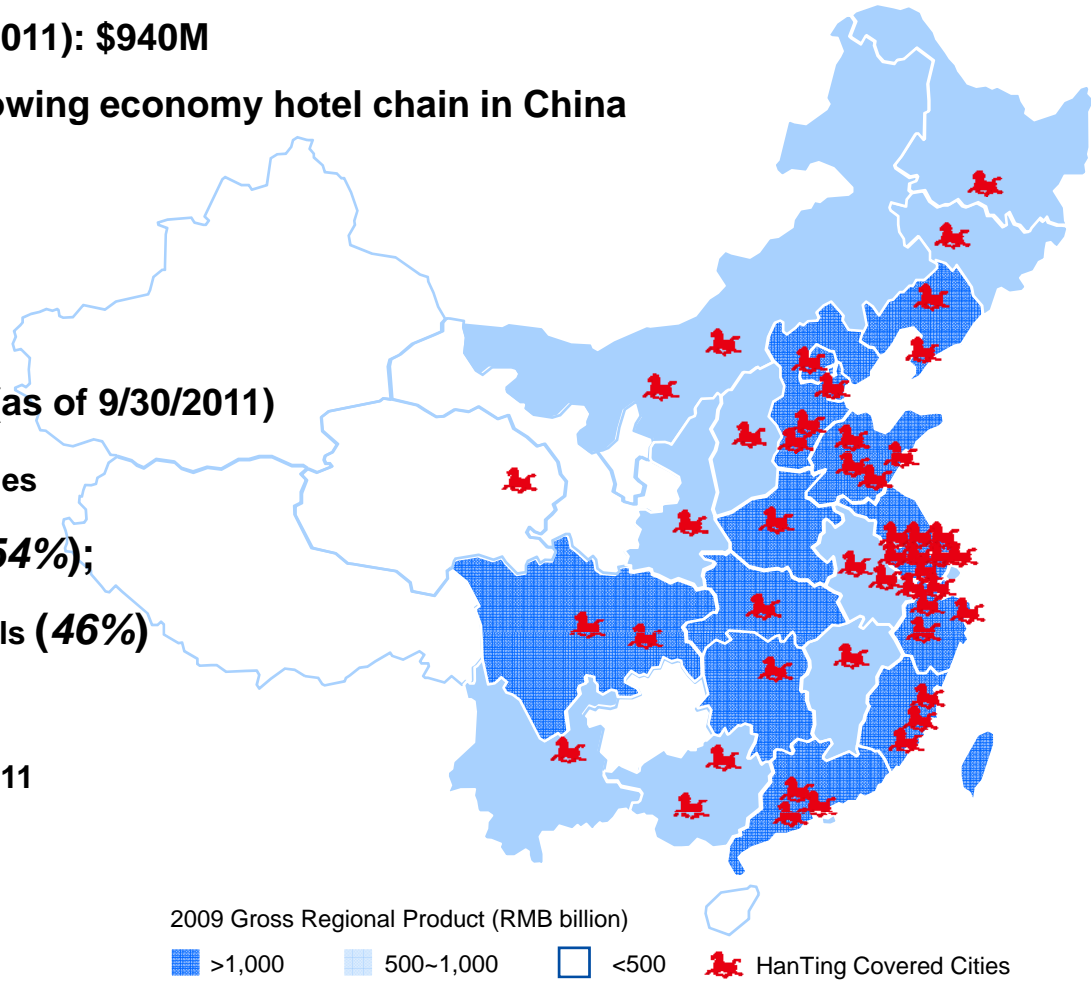 011): $940M
owing economy hotel chain in China
(as of 9/30/2011)
es
54%);
ls (46%)
11
2009 Gross Regional Product (RMB billion)
>1,000 500~1,000 <500 HanTing Covered Cities